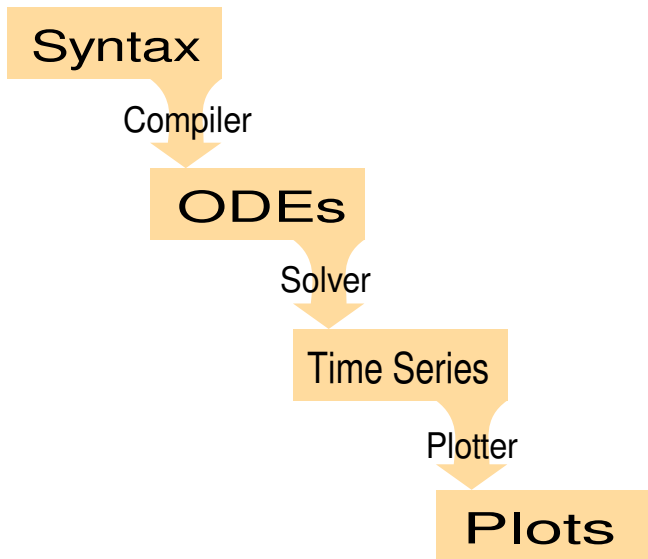 Syntax
Compiler
ODEs
Solver
Time Series
Plotter
Plots